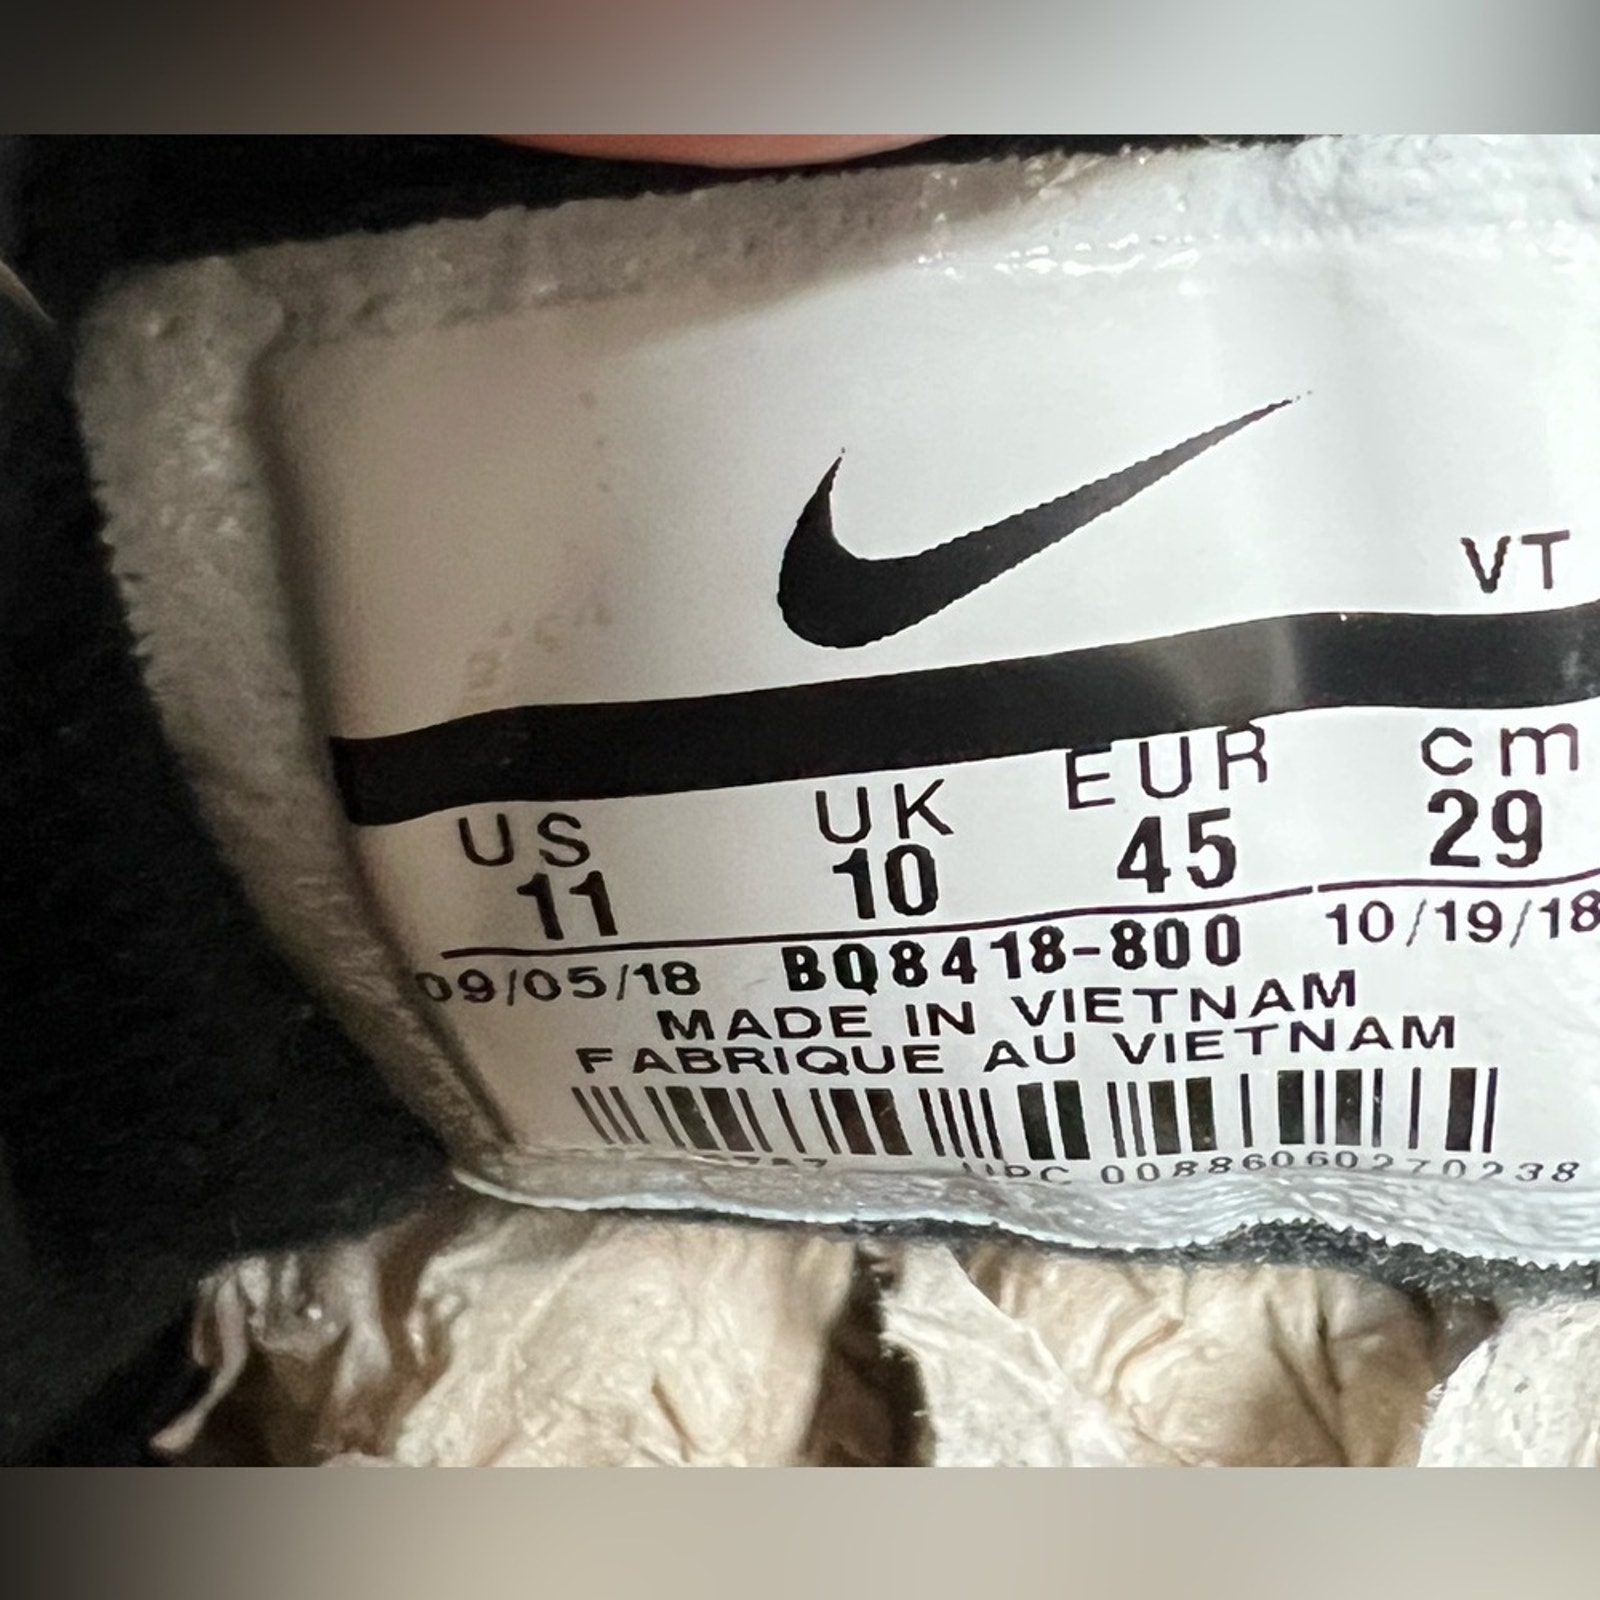 VT
US UK EUR cm
11 10 45 29
09/05/18 BQ8418-800 10/19/18
MADE IN VIETNAM
FABRIQUE AU VIETNAM
UPC 00886060270238